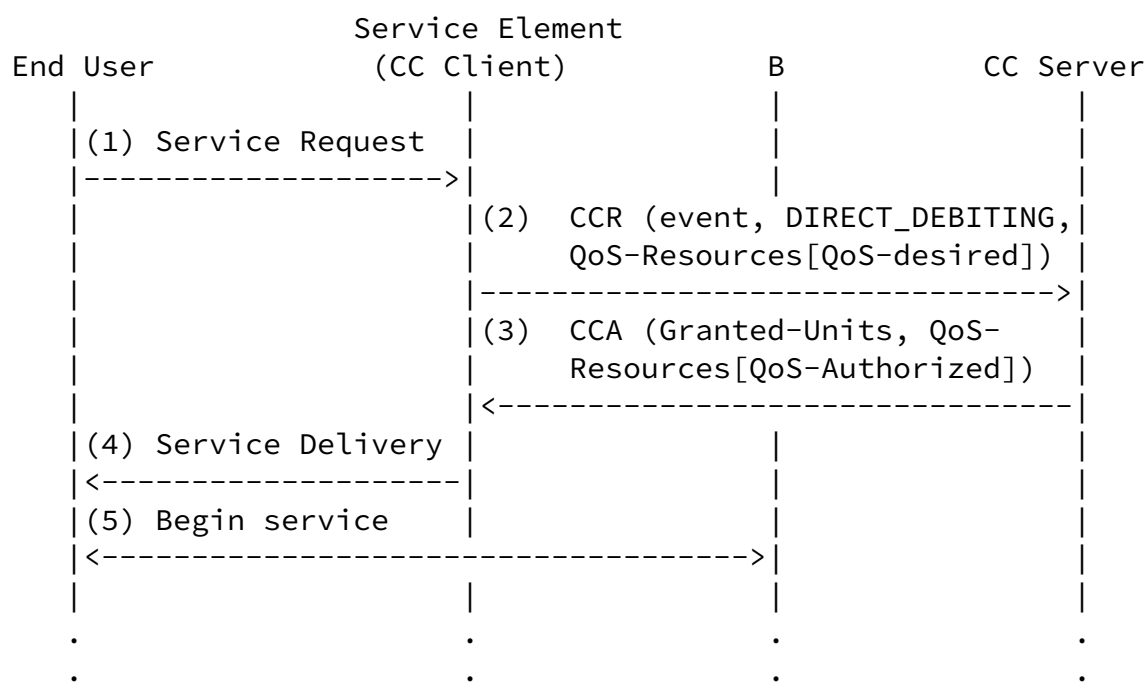 Service Element
End User (CC Client) B CC Server
(1) Service Request
(2) CCR (event, DIRECT_DEBITING,
QoS-Resources[QoS-desired])
(3) CCA (Granted-Units, QoS-
Resources[QoS-Authorized])
(4) Service Delivery
(5) Begin service